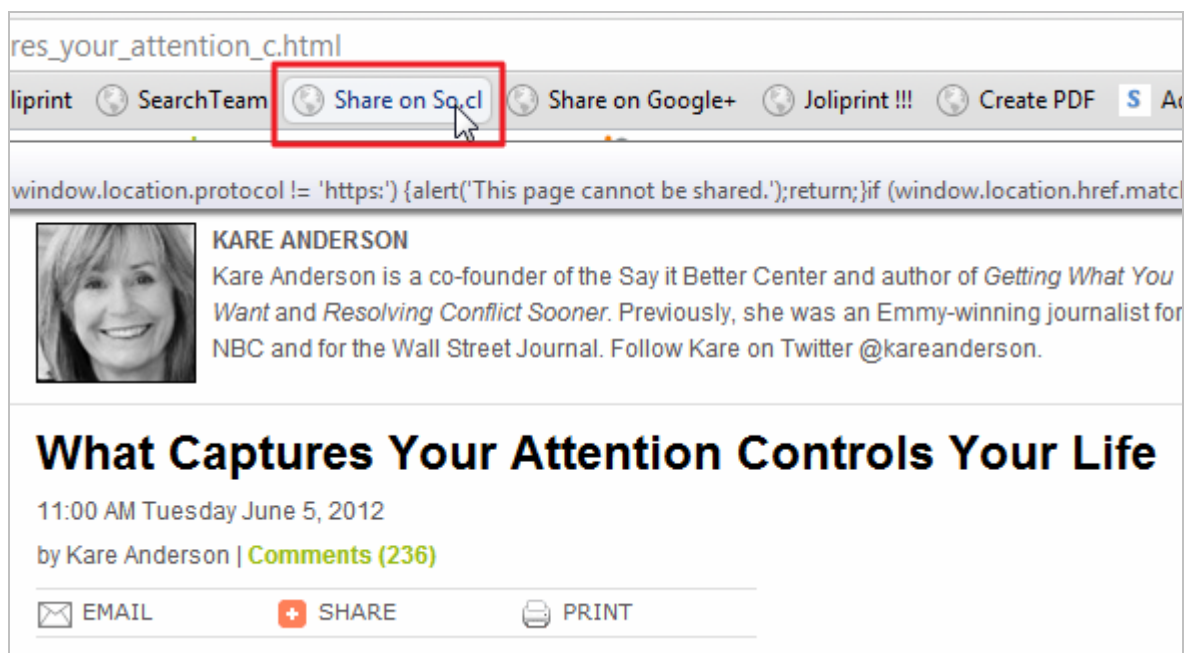 res_your_attention_c.html
liprint SearchTeam Share on So.cl Share on Google+ Joliprint !!! Create PDF S Ad
window.location.protocol != 'https:') {alert('This page cannot be shared.');return;}if (window.location.href.matcl
KARE ANDERSON
Kare Anderson is a co-founder of the Say it Better Center and author of Getting What You
Want and Resolving Conflict Sooner. Previously, she was an Emmy-winning journalist for
NBC and for the Wall Street Journal. Follow Kare on Twitter @kareanderson.
What Captures Your Attention Controls Your Life
11:00 AM Tuesday June 5, 2012
by Kare Anderson | Comments (236)
EMAIL SHARE PRINT